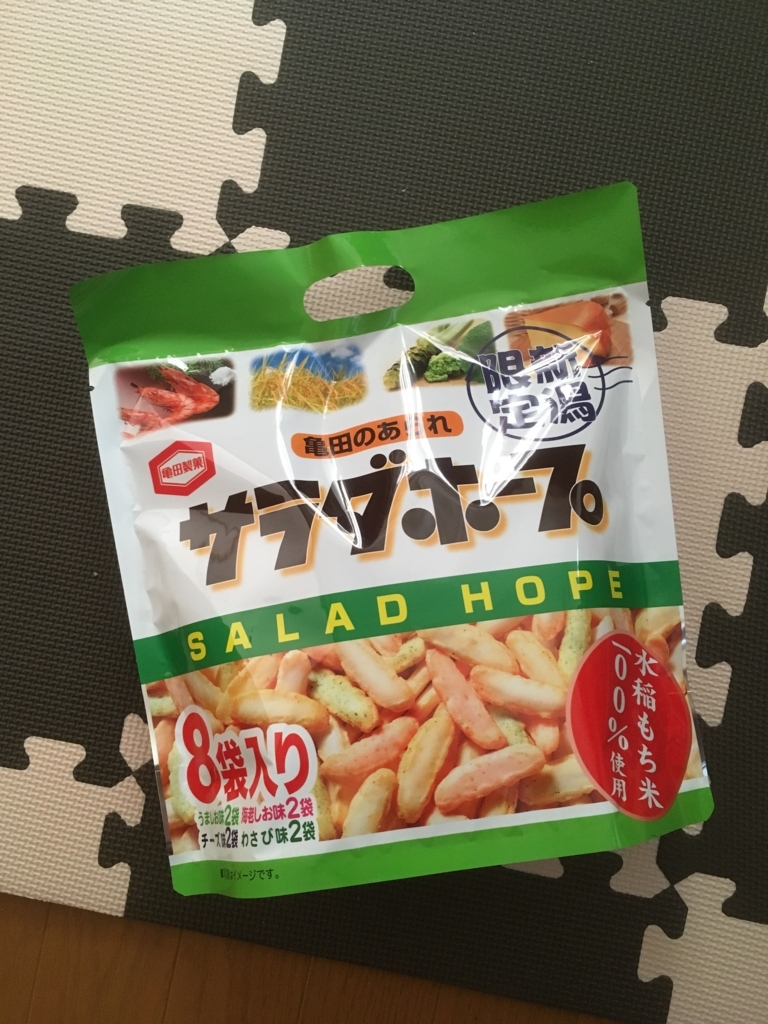 新潟
限定
亀田のあられ
亀田製菓
サラダホープ
SALAD HOPE
水稲もち米
100%使用
8袋入り
うましお味2袋 海老しお味2袋
チーズ味2袋 わさび味2袋
イメージです。